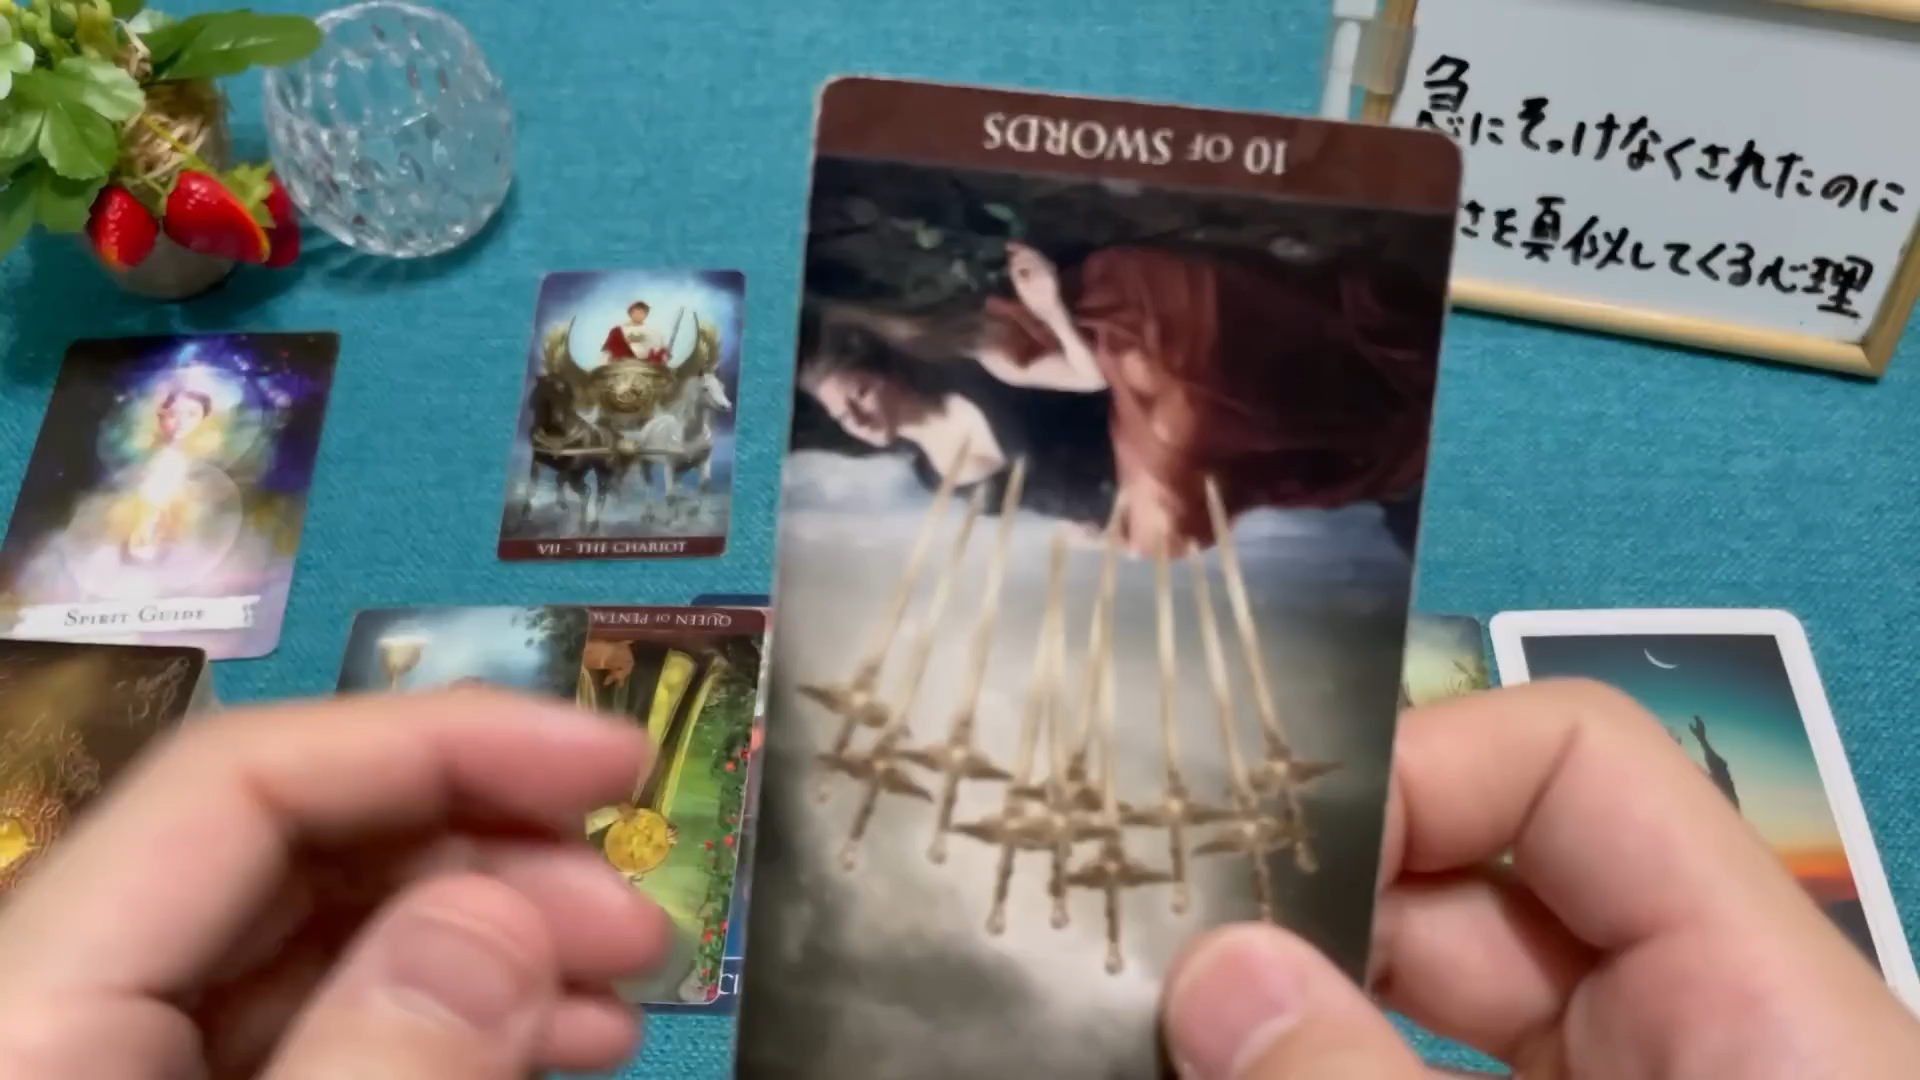 急にそっけなくされたのに
さを真似してくる心理
10 OF SWORDS
VII - THE CHARIOT
SPIRIT GUIDE
QUEEN OF PENTAC